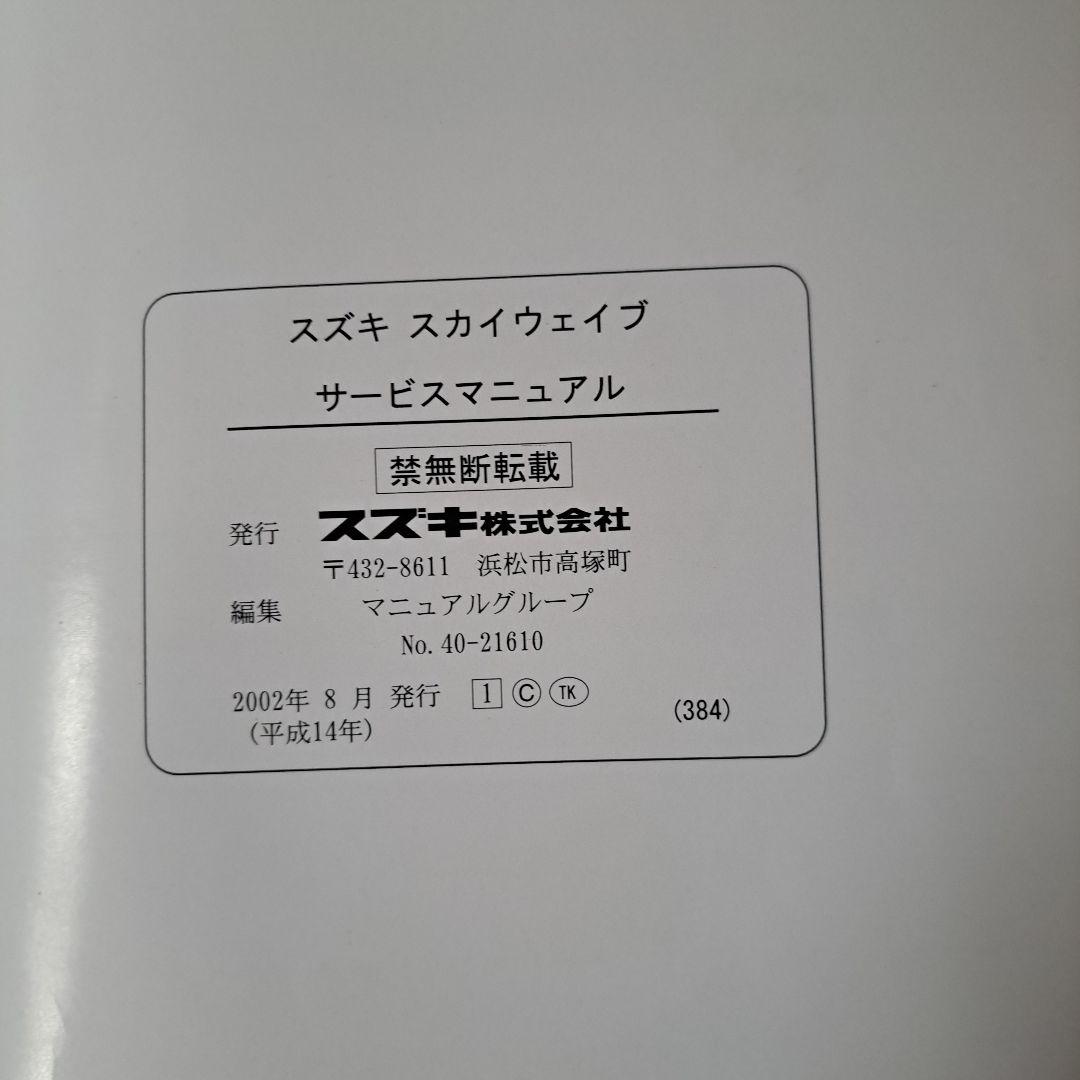 スズキ スカイウェイブ
サービスマニュアル
禁無断転載
発行 スズキ株式会社
〒432-8611 浜松市高塚町
編集 マニュアルグループ
No. 40-21610
2002年 8 月 発行 1 C TK
(平成14年)
(384)